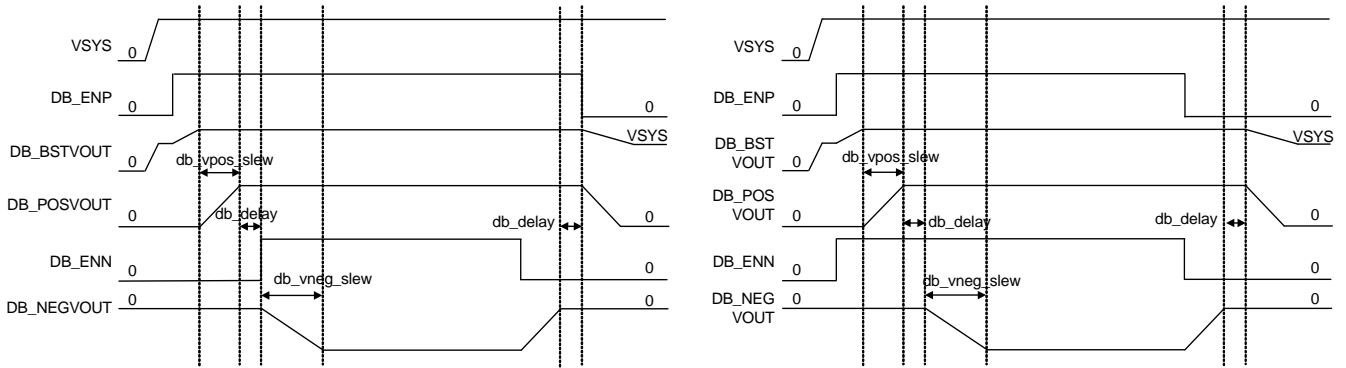 VSYS
0
DB_ENP
0
0
DB_BSTVOUT
0
VSYS
db_vpos_slew
DB_POSVOUT
0
db_delay
db_delay
0
DB_ENN
0
0
db_vneg_slew
DB_NEGVOUT
0
0
VSYS
0
DB_ENP
0
0
DB_BST
VOUT
0
VSYS
db_vpos_slew
DB_POS
VOUT
0
db_delay
db_delay
0
DB_ENN
0
0
db_vneg_slew
DB_NEG
VOUT
0
0